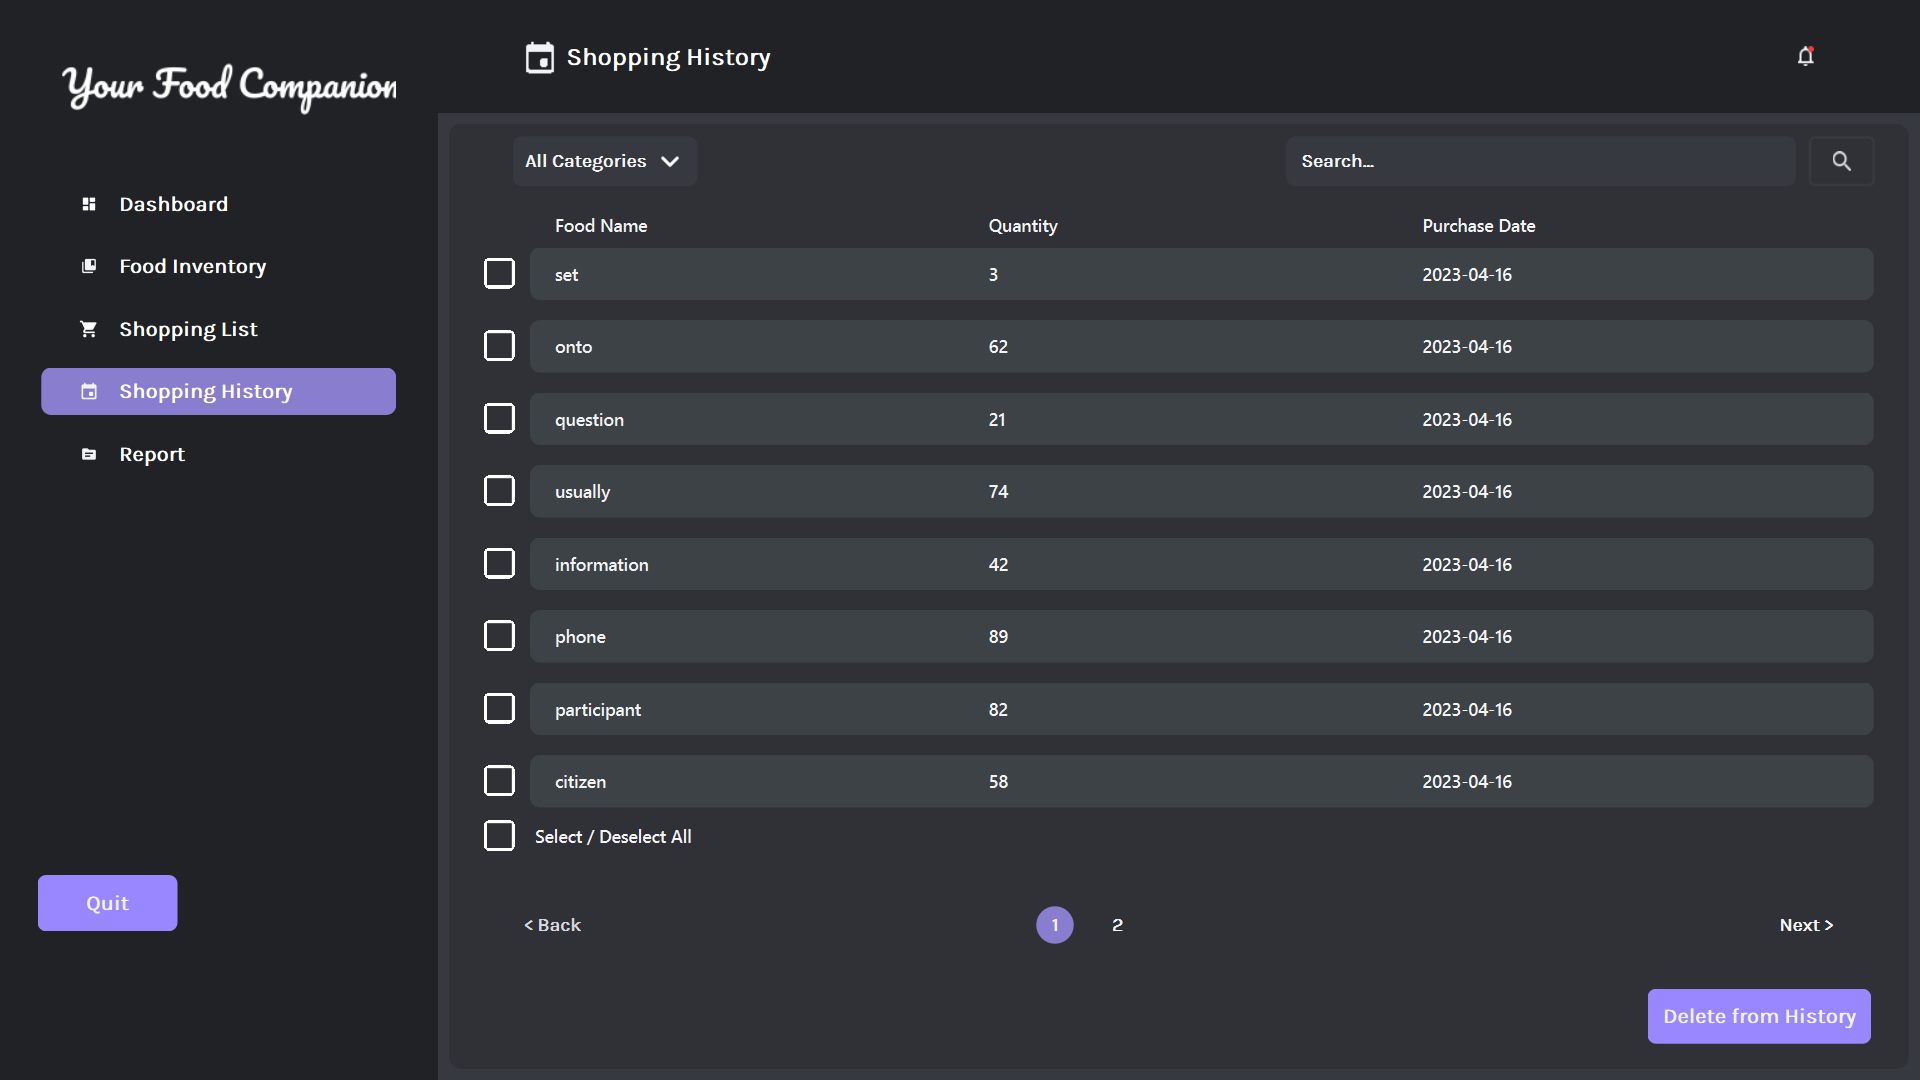 Your Food Companion
Shopping History
Dashboard
Food Inventory
Shopping List
Shopping History
Report
Quit
All Categories
Search...
Food Name Quantity Purchase Date
set 3 2023-04-16
onto 62 2023-04-16
question 21 2023-04-16
usually 74 2023-04-16
information 42 2023-04-16
phone 89 2023-04-16
participant 82 2023-04-16
citizen 58 2023-04-16
Select / Deselect All
< Back 1 2 Next >
Delete from History